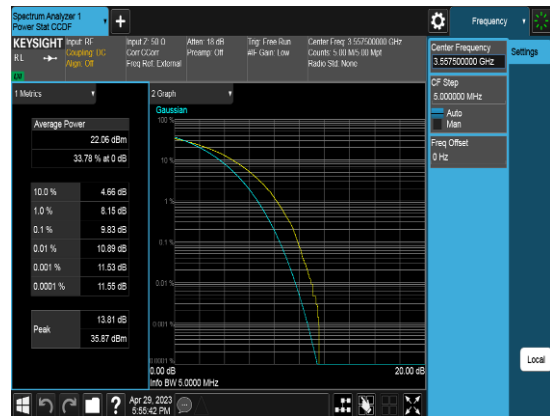 Spectrum Analyzer 1
Power Stat CCDF
+
Frequency
KEYSIGHT
RL
Input: RF
Coupling: DC
Align: Off
Input Z: 50 Ω
Corr CCorr
Freq Ref: External
Atten: 18 dB
Preamp: Off
Trig: Free Run
#IF Gain: Low
Center Freq: 3.557500000 GHz
Counts: 5.00 M/5.00 Mpt
Radio Std: None
1 Metrics
Average Power
22.06 dBm
33.78 % at 0 dB
10.0 % 4.66 dB
1.0 % 8.15 dB
0.1 % 9.83 dB
0.01 % 10.89 dB
0.001 % 11.53 dB
0.0001 % 11.55 dB
Peak
13.81 dB
35.87 dBm
2 Graph
Gaussian
100 %
10 %
1 %
0.1 %
0.01 %
0.001 %
0.0001 %
0.00 dB
20.00 dB
Info BW 5.0000 MHz
Center Frequency
3.557500000 GHz
Settings
CF Step
5.000000 MHz
Auto
Man
Freq Offset
0 Hz
Local
?
Apr 29, 2023
5:55:42 PM